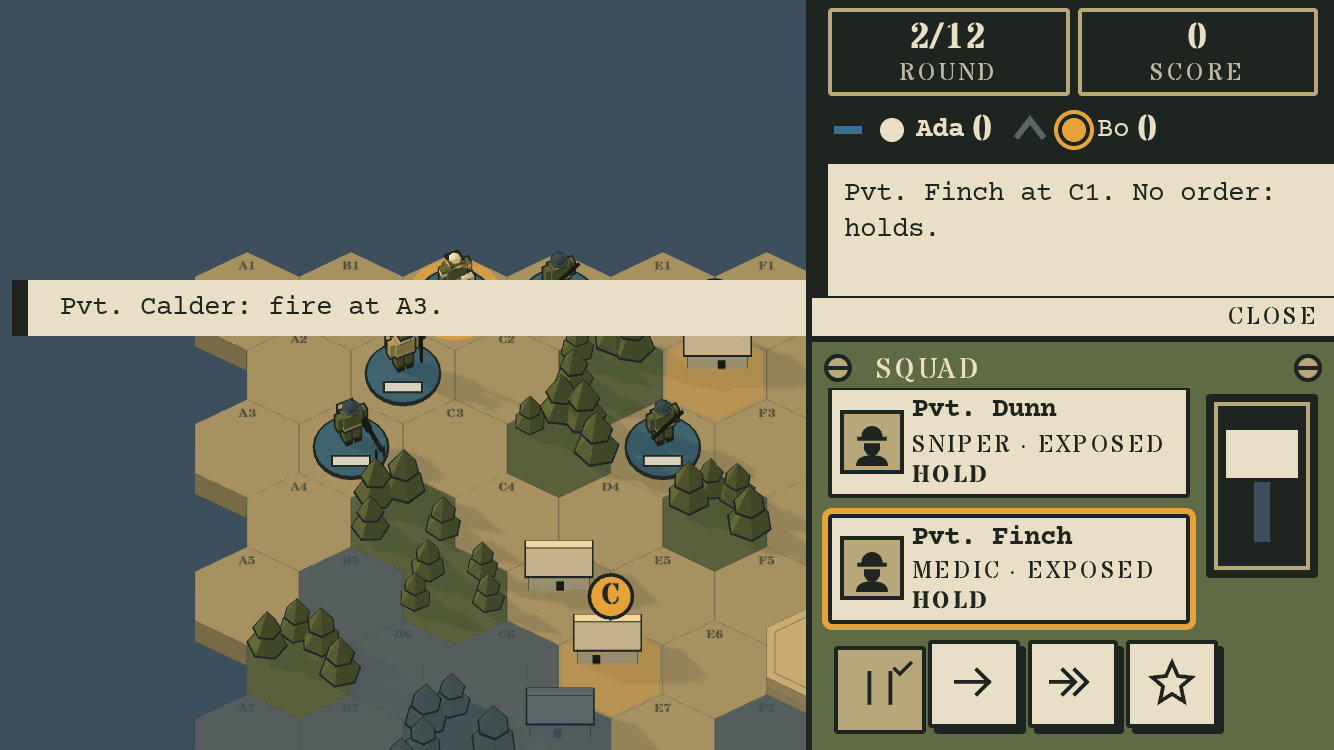 2/12
ROUND
0
SCORE
Ada 0
Bo 0
Pvt. Finch at C1. No order:
holds.
CLOSE
Pvt. Calder: fire at A3.
SQUAD
Pvt. Dunn
SNIPER · EXPOSED
HOLD
Pvt. Finch
MEDIC · EXPOSED
HOLD
A1 B1 E1 F1
A2 C2
A3 C3 F3
A4 C4 D4
A5 B5 E5 F5
B6 C6 E6
C
A7 B7 E7 F7